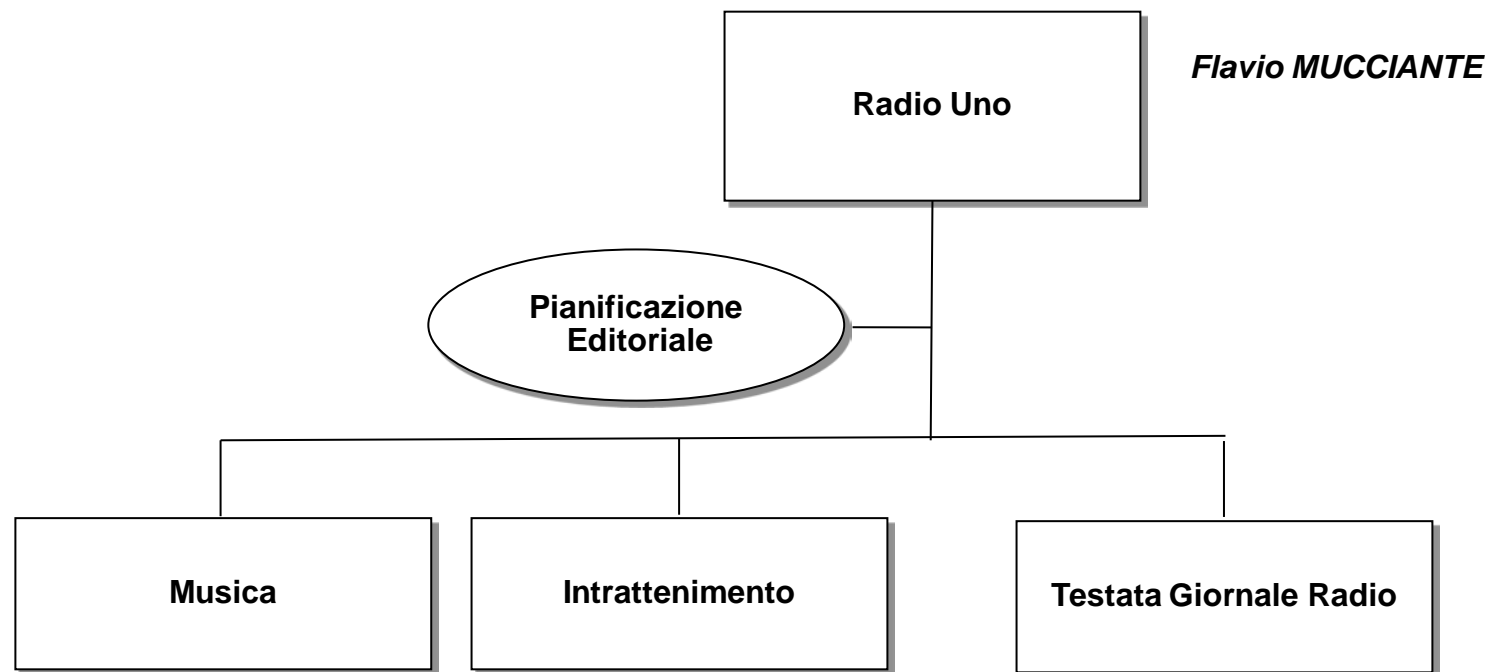 Flavio MUCCIANTE
Radio Uno
Pianificazione
Editoriale
Musica
Intrattenimento
Testata Giornale Radio